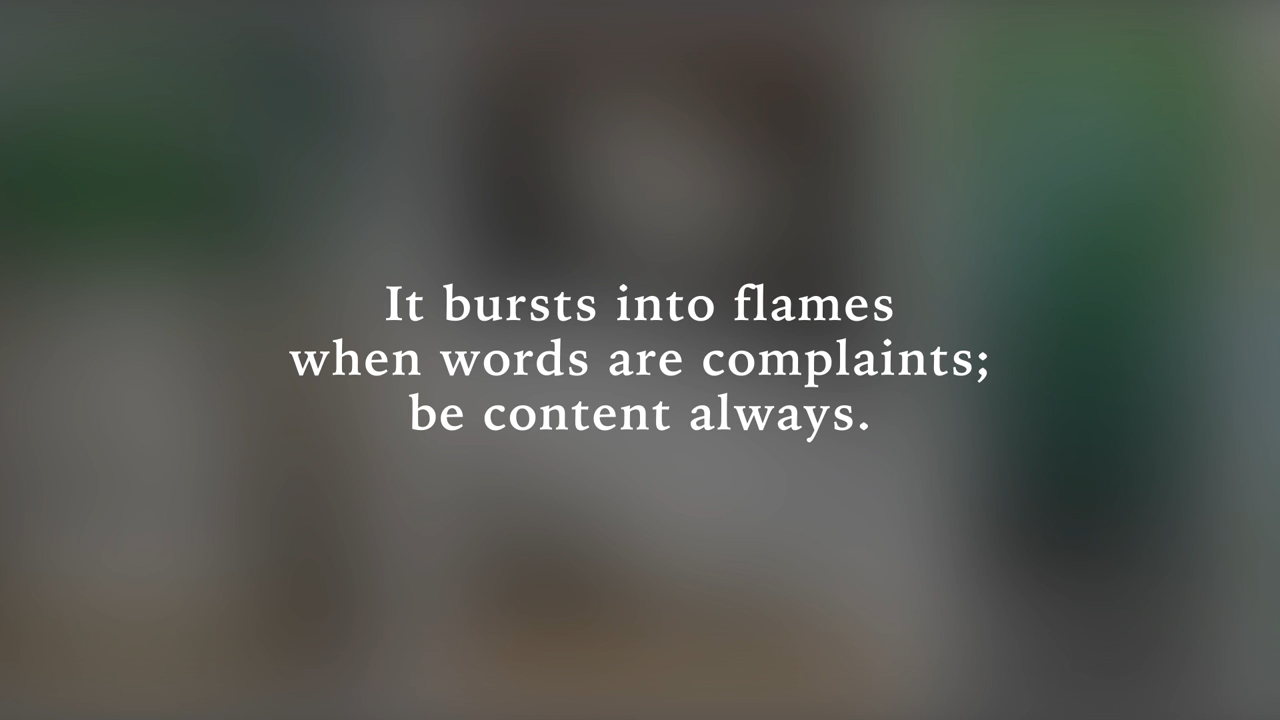 It bursts into flames
when words are complaints;
be content always.